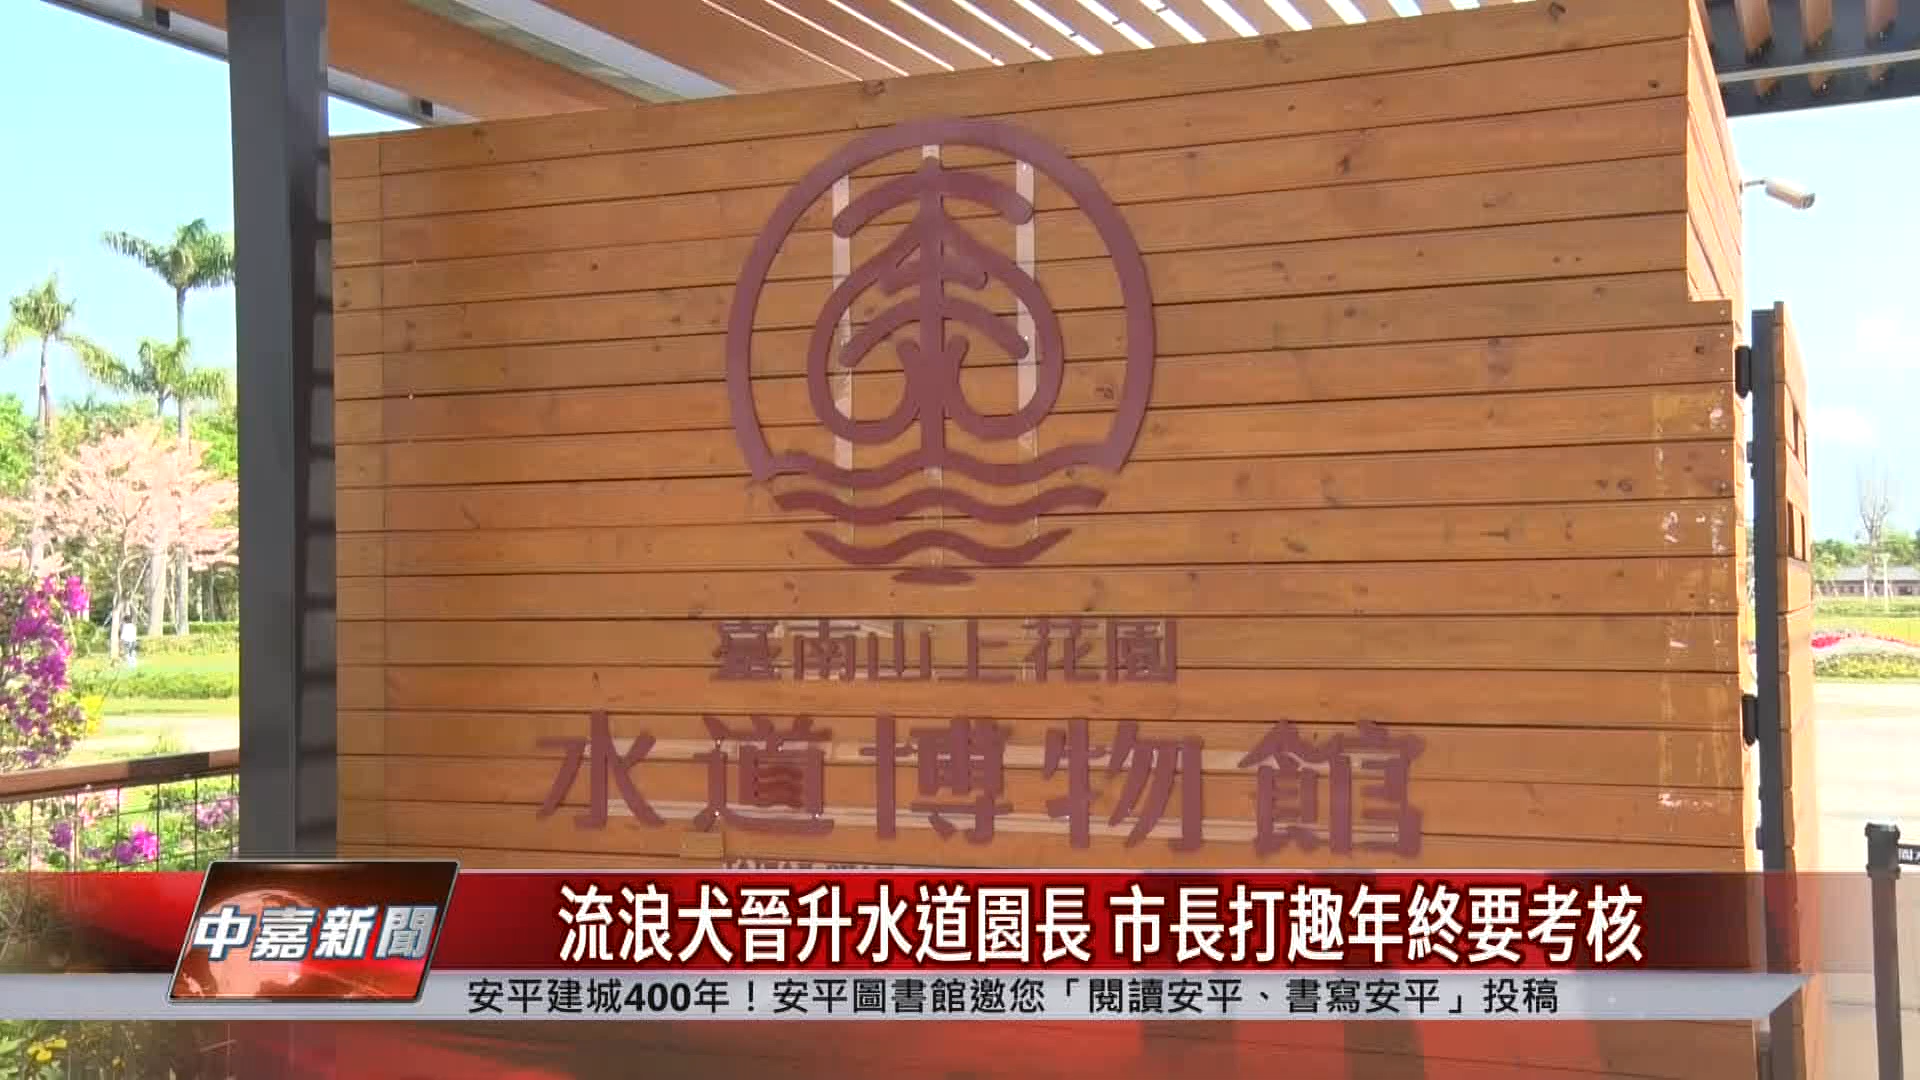 臺南山上花園
水道博物館
中嘉新聞
流浪犬晉升水道園長 市長打趣年終要考核
安平建城400年！安平圖書館邀您「閱讀安平、書寫安平」投稿